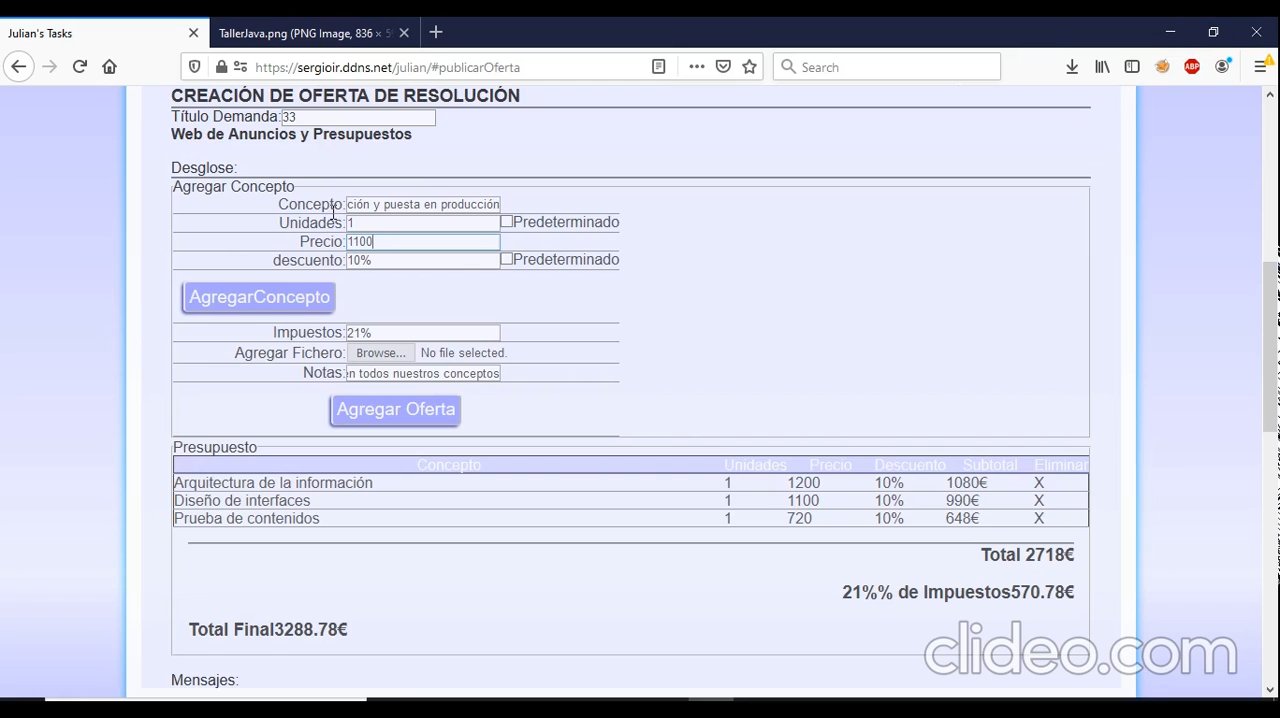 Julian's Tasks
TallerJava.png (PNG Image, 836 ×
https://sergioir.ddns.net/julian/#publicarOferta
Search
ABP
CREACIÓN DE OFERTA DE RESOLUCIÓN
Título Demanda: 33
Web de Anuncios y Presupuestos
Desglose:
Agregar Concepto
Concepto: ción y puesta en producción
Unidades: 1 Predeterminado
Precio: 1100
descuento: 10% Predeterminado
AgregarConcepto
Impuestos: 21%
Agregar Fichero: Browse... No file selected.
Notas: en todos nuestros conceptos
Agregar Oferta
Presupuesto
Concepto Unidades Precio Descuento Subtotal Eliminar
Arquitectura de la información 1 1200 10% 1080€ X
Diseño de interfaces 1 1100 10% 990€ X
Prueba de contenidos 1 720 10% 648€ X
Total 2718€
21%% de Impuestos570.78€
Total Final3288.78€
clideo.com
Mensajes: